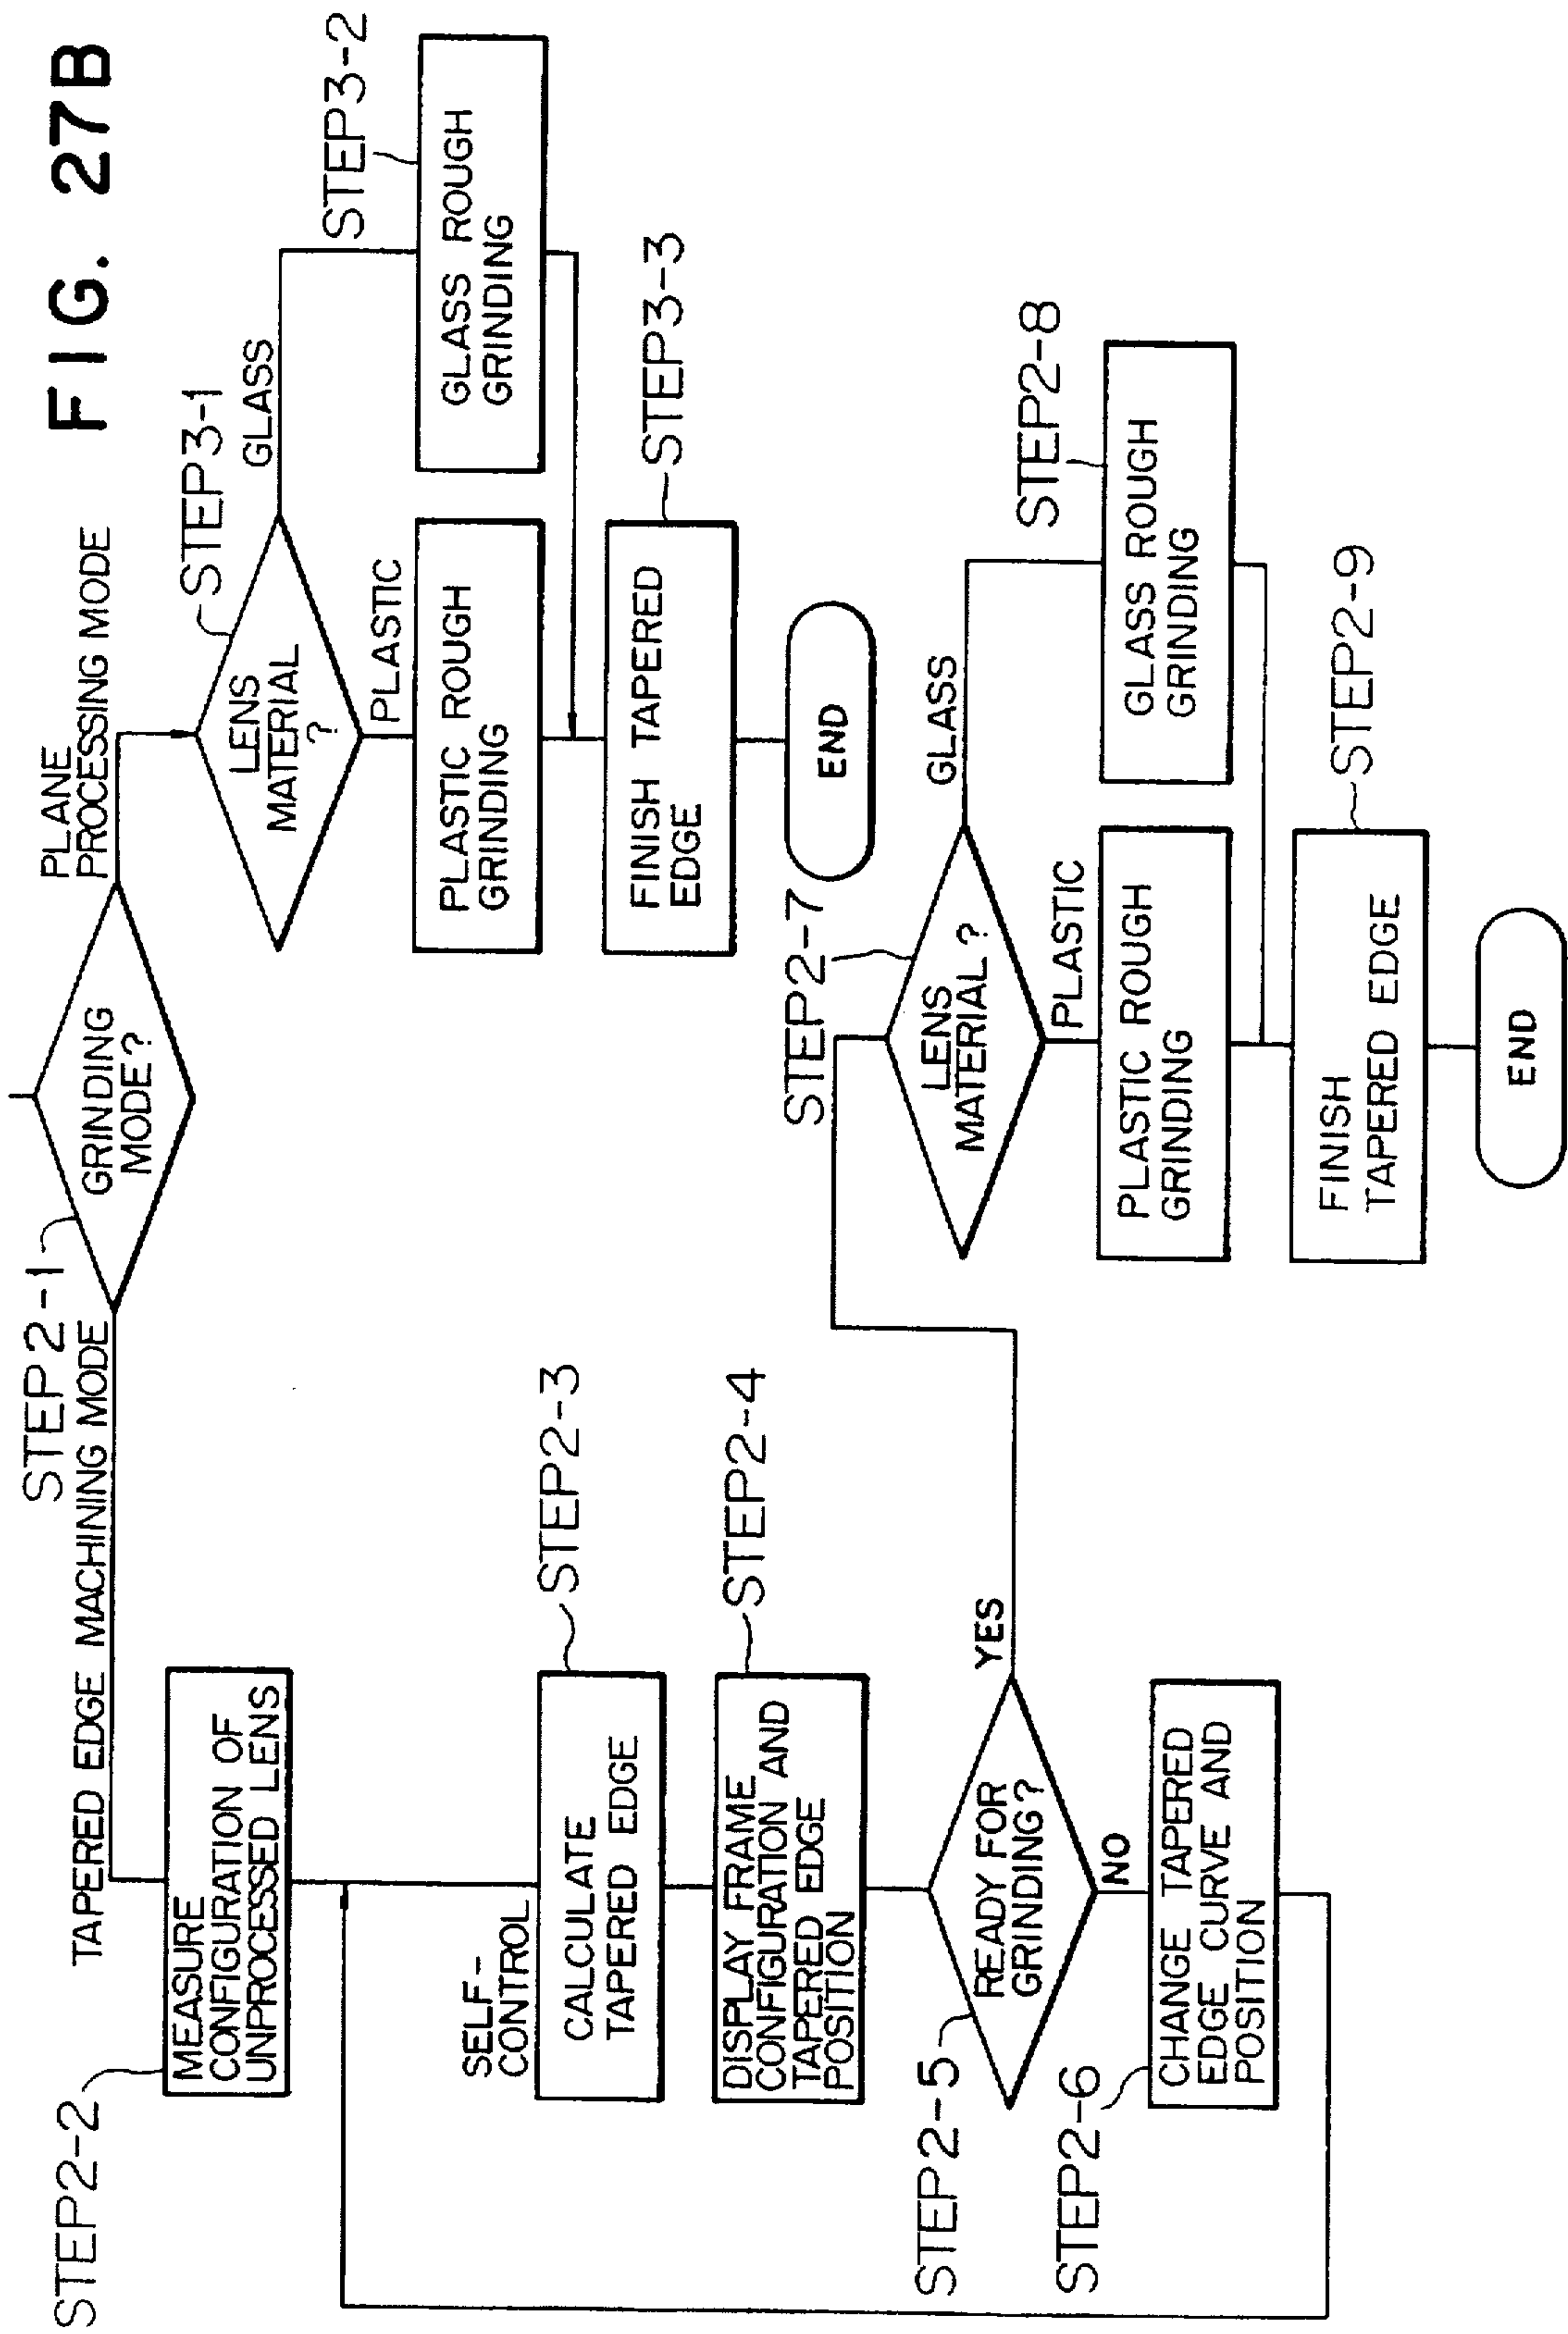 FIG. 27B
STEP2-1
GRINDING
MODE?
TAPERED EDGE MACHINING MODE
PLANE
PROCESSING MODE
STEP2-2
MEASURE
CONFIGURATION OF
UNPROCESSED LENS
SELF-
CONTROL
CALCULATE
TAPERED EDGE
STEP2-3
DISPLAY FRAME
CONFIGURATION AND
TAPERED EDGE
POSITION
STEP2-4
STEP2-5
READY FOR
GRINDING?
YES
NO
STEP2-6
CHANGE TAPERED
EDGE CURVE AND
POSITION
STEP3-1
LENS
MATERIAL
?
GLASS
PLASTIC
STEP3-2
PLASTIC ROUGH
GRINDING
GLASS ROUGH
GRINDING
STEP3-3
FINISH TAPERED
EDGE
END
STEP2-7
LENS
MATERIAL?
GLASS
PLASTIC
STEP2-8
PLASTIC ROUGH
GRINDING
GLASS ROUGH
GRINDING
STEP2-9
FINISH
TAPERED EDGE
END